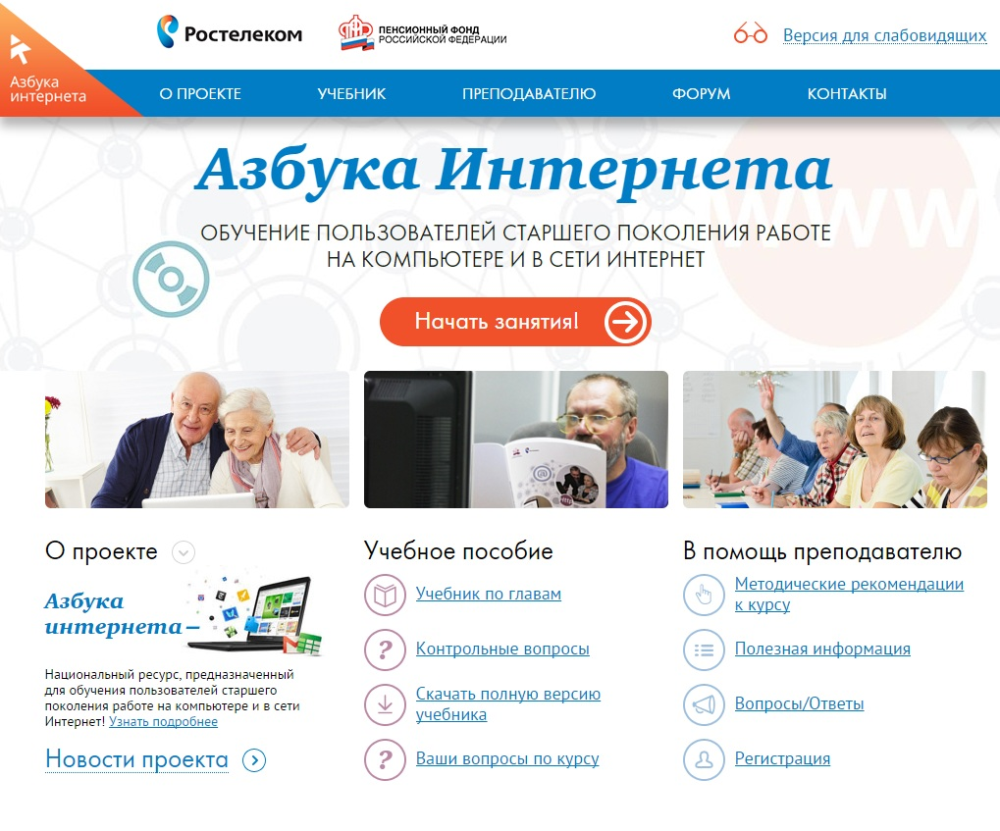 Ростелеком
ПЕНСИОННЫЙ ФОНД
РОССИЙСКОЙ ФЕДЕРАЦИИ
Версия для слабовидящих
Азбука
интернета
О ПРОЕКТЕ
УЧЕБНИК
ПРЕПОДАВАТЕЛЮ
ФОРУМ
КОНТАКТЫ
Азбука Интернета
www
ОБУЧЕНИЕ ПОЛЬЗОВАТЕЛЕЙ СТАРШЕГО ПОКОЛЕНИЯ РАБОТЕ
НА КОМПЬЮТЕРЕ И В СЕТИ ИНТЕРНЕТ
Начать занятия!
О проекте
Азбука
интернета –
Национальный ресурс, предназначенный
для обучения пользователей старшего
поколения работе на компьютере и в сети
Интернет! Узнать подробнее
Новости проекта
Учебное пособие
Учебник по главам
Контрольные вопросы
Скачать полную версию
учебника
Ваши вопросы по курсу
В помощь преподавателю
Методические рекомендации
к курсу
Полезная информация
Вопросы/Ответы
Регистрация